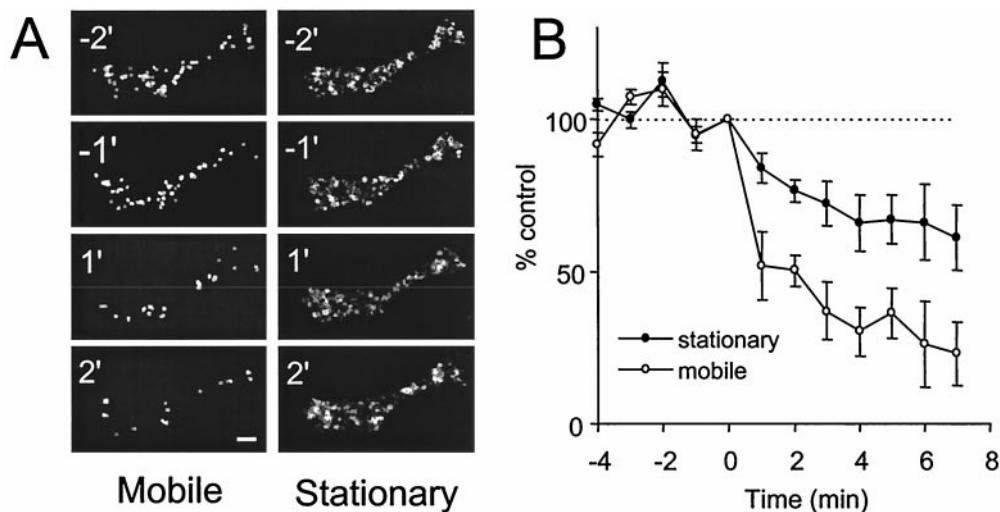 A
-2'
-2'
-1'
-1'
1'
1'
2'
2'
Mobile
Stationary
B
100
50
0
% control
stationary
mobile
-4 -2 0 2 4 6 8
Time (min)